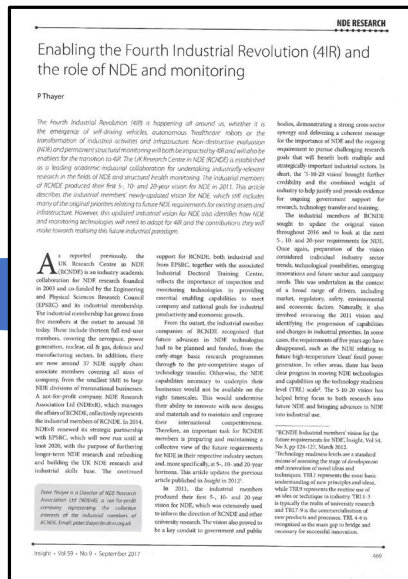 NDE RESEARCH
Enabling the Fourth Industrial Revolution (4IR) and
the role of NDE and monitoring
P Thayer
The Fourth Industrial Revolution (4IR) is happening all around us, whether it is
the emergence of self-driving vehicles, autonomous 'healthcare' robots or the
transformation of industrial activities and infrastructure. Non-destructive evaluation
(NDE) and permanent structural monitoring will both be impacted by 4IR and will also be
enablers for the transition to 4IR. The UK Research Centre in NDE (RCNDE) is established
as a leading academic-industrial collaboration for undertaking industrially-relevant
research in the fields of NDE and structural health monitoring. The industrial members
of RCNDE produced their first 5-, 10- and 20-year vision for NDE in 2011. This article
describes the industrial members' newly-updated vision for NDE, which still includes
many of the original priorities relating to future NDE requirements for existing assets and
infrastructure. However, this updated industrial vision for NDE also identifies how NDE
and monitoring technologies will need to adapt for 4IR and the contributions they will
make towards realising this future industrial paradigm.
As reported previously, the
UK Research Centre in NDE
(RCNDE) is an industry-academic
collaboration for NDE research founded
in 2003 and co-funded by the Engineering
and Physical Sciences Research Council
(EPSRC) and its industrial membership.
The industrial membership has grown from
five members at the outset to around 50
today. These include thirteen full end-user
members, covering the aerospace, power
generation, nuclear, oil & gas, defence and
manufacturing sectors. In addition, there
are now around 37 NDE supply chain
associate members covering all sizes of
company, from the smallest SME to large
NDE divisions of transnational businesses.
A not-for-profit company, NDE Research
Association Ltd (NDEvR), which manages
the affairs of RCNDE, collectively represents
the industrial members of RCNDE. In 2014,
NDEvR renewed its strategic partnership
with EPSRC, which will now run until at
least 2020, with the purpose of furthering
longer-term NDE research and refreshing
and building the UK NDE research and
industrial skills base. The continued
Peter Thayer is a Director of NDE Research
Association Ltd (NDEvR), a not-for-profit
company representing the collective
interests of the industrial members of
RCNDE. Email: peter.thayer@ndevr.org.uk
support for RCNDE, both industrial and
from EPSRC, together with the associated
Industrial Doctoral Training Centre,
reflects the importance of inspection and
monitoring technologies in providing
essential enabling capabilities to meet
company and national goals for industrial
productivity and economic growth.
From the outset, the industrial member
companies of RCNDE recognised that
future advances in NDE technologies
had to be planned and funded, from the
early-stage basic research programmes
through to the pre-competitive stages of
technology transfer. Otherwise, the NDE
capabilities necessary to underpin their
businesses would not be available on the
right timescales. This would undermine
their ability to innovate with new designs
and materials and to maintain and improve
their international competitiveness.
Therefore, an important task for RCNDE
members is preparing and maintaining a
collective view of the future requirements
for NDE in their respective industry sectors
and, more specifically, at 5-, 10- and 20-year
horizons. This article updates the previous
article published in Insight in 2012¹.
In 2011, the industrial members
produced their first 5-, 10- and 20-year
vision for NDE, which was extensively used
to inform the direction of RCNDE and other
university research. The vision also proved to
be a key conduit to government and public
bodies, demonstrating a strong cross-sector
synergy and delivering a coherent message
for the importance of NDE and the ongoing
requirement to pursue challenging research
goals that will benefit both multiple and
strategically-important industrial sectors. In
short, the '5-10-20 vision' brought further
credibility and the combined weight of
industry to help justify and provide evidence
for ongoing government support for
research, technology transfer and training.
The industrial members of RCNDE
sought to update the original vision
throughout 2016 and to look at the next
5-, 10- and 20-year requirements for NDE.
Once again, preparation of the vision
considered individual industry sector
trends, technological possibilities, emerging
innovations and future sector and company
needs. This was undertaken in the context
of a broad range of drivers, including
market, regulatory, safety, environmental
and economic factors. Naturally, it also
involved reviewing the 2011 vision and
identifying the progression of capabilities
and changes in industrial priorities. In some
cases, the requirements of five years ago have
disappeared, such as the NDE relating to
future high-temperature 'clean' fossil power
generation. In other areas, there has been
clear progress in moving NDE technologies
and capabilities up the technology readiness
level (TRL) scale². The 5-10-20 vision has
helped bring focus to both research into
future NDE and bringing advances in NDE
into industrial use.
¹'RCNDE Industrial members' vision for the
future requirements for NDE', Insight, Vol 54,
No 3, pp 124-127, March 2012.
²Technology readiness levels are a standard
means of assessing the stage of development
and innovation of novel ideas and
techniques. TRL1 represents the most basic
understanding of new principles and ideas,
while TRL9 represents the routine use of
an idea or technique in industry. TRL1-3
is typically the realm of university research
and TRL7-9 is the commercialisation of
new products and processes. TRL 4-6 is
recognised as the main gap to bridge and
necessary for successful innovation.
Insight • Vol 59 • No 9 • September 2017
469